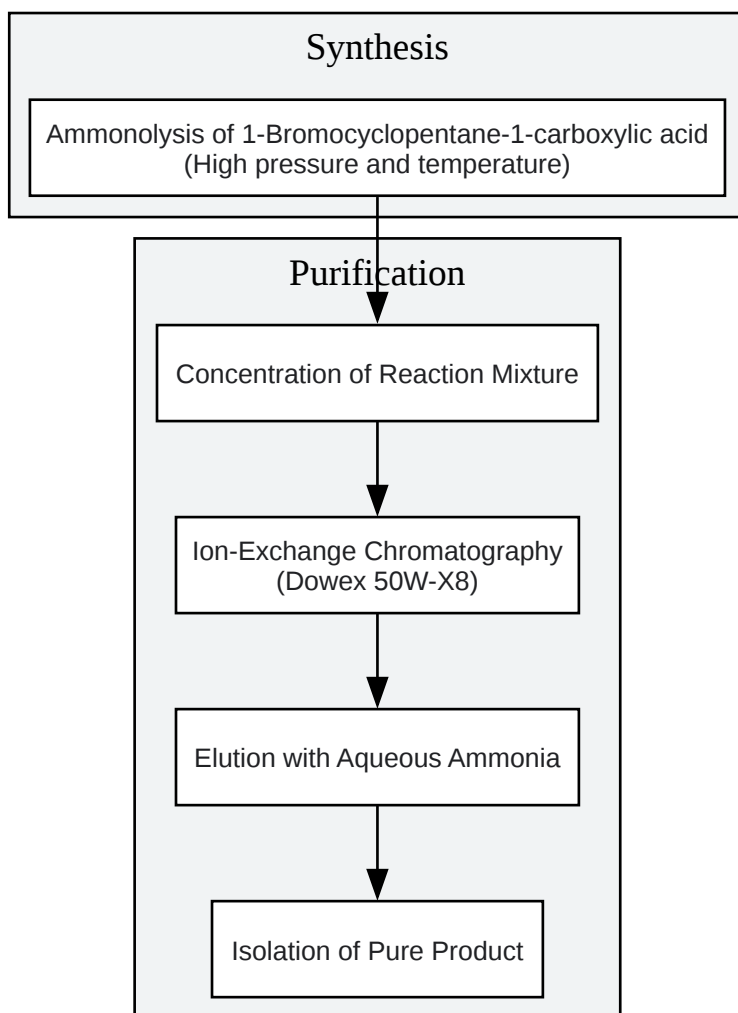 Synthesis
Ammonolysis of 1-Bromocyclopentane-1-carboxylic acid
(High pressure and temperature)
Purification
Concentration of Reaction Mixture
Ion-Exchange Chromatography
(Dowex 50W-X8)
Elution with Aqueous Ammonia
Isolation of Pure Product